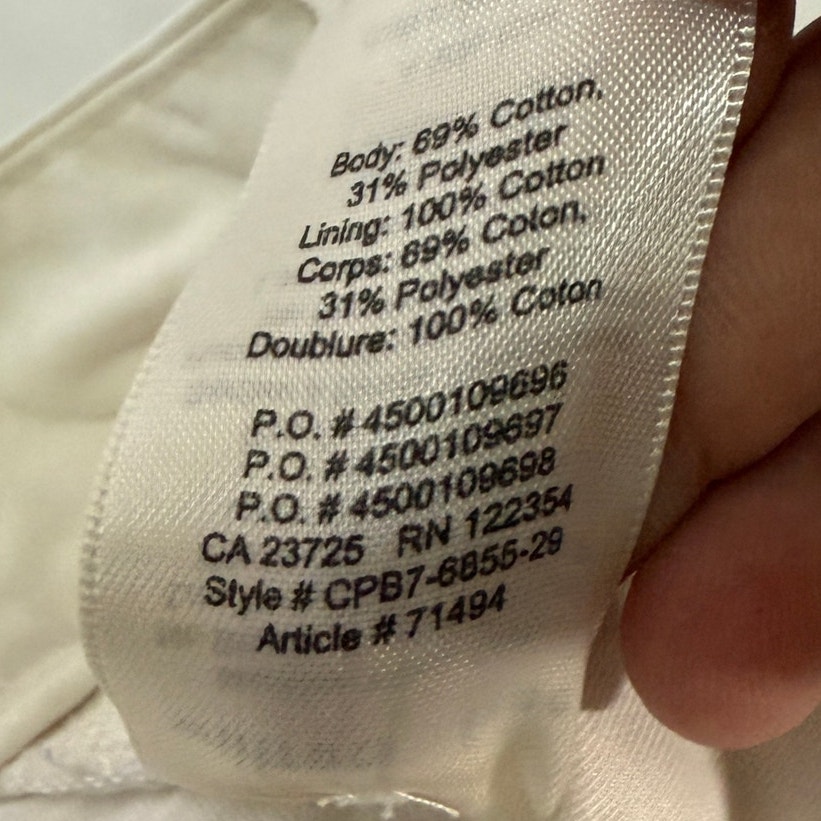 Body: 69% Cotton,
31% Polyester
Lining: 100% Cotton
Corps: 69% Coton,
31% Polyester
Doublure: 100% Coton
P.O. # 4500109696
P.O. # 4500109697
P.O. # 4500109698
CA 23725 RN 122354
Style # CPB7-6855-29
Article # 71494